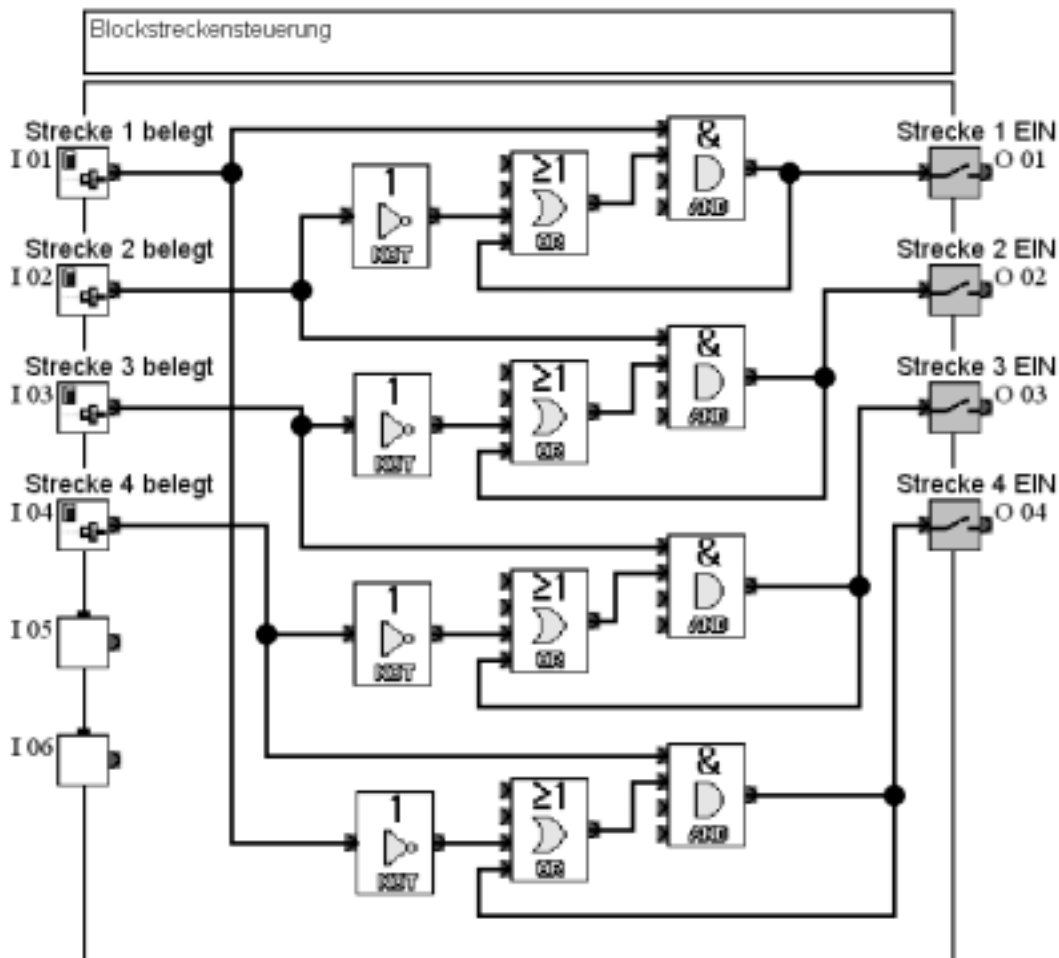 Blockstreckensteuerung
Strecke 1 belegt
I 01
1
NOT
≥1
OR
&
AND
Strecke 1 EIN
O 01
Strecke 2 belegt
I 02
Strecke 2 EIN
O 02
Strecke 3 belegt
I 03
1
NOT
≥1
OR
&
AND
Strecke 3 EIN
O 03
Strecke 4 belegt
I 04
Strecke 4 EIN
O 04
1
NOT
≥1
OR
&
AND
I 05
I 06
1
NOT
≥1
OR
&
AND